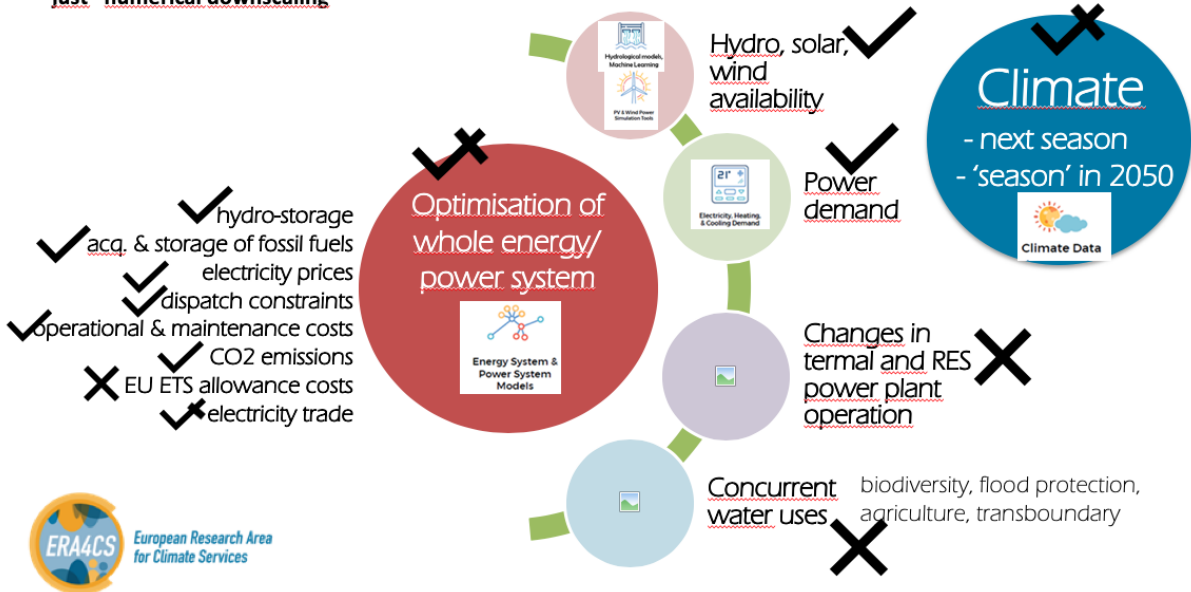 just "numerical downscaling
Hydrological models,
Machine Learning
PV & Wind Power
Simulation Tools
Hydro, solar,
wind
availability
Climate
- next season
- ‘season’ in 2050
Climate Data
21°
Electricity, Heating,
& Cooling Demand
Power
demand
Optimisation of
whole energy/
power system
Energy System &
Power System
Models
hydro-storage
acq. & storage of fossil fuels
electricity prices
dispatch constraints
operational & maintenance costs
CO2 emissions
EU ETS allowance costs
electricity trade
Changes in
termal and RES
power plant
operation
Concurrent
water uses
biodiversity, flood protection,
agriculture, transboundary
ERA4CS
European Research Area
for Climate Services